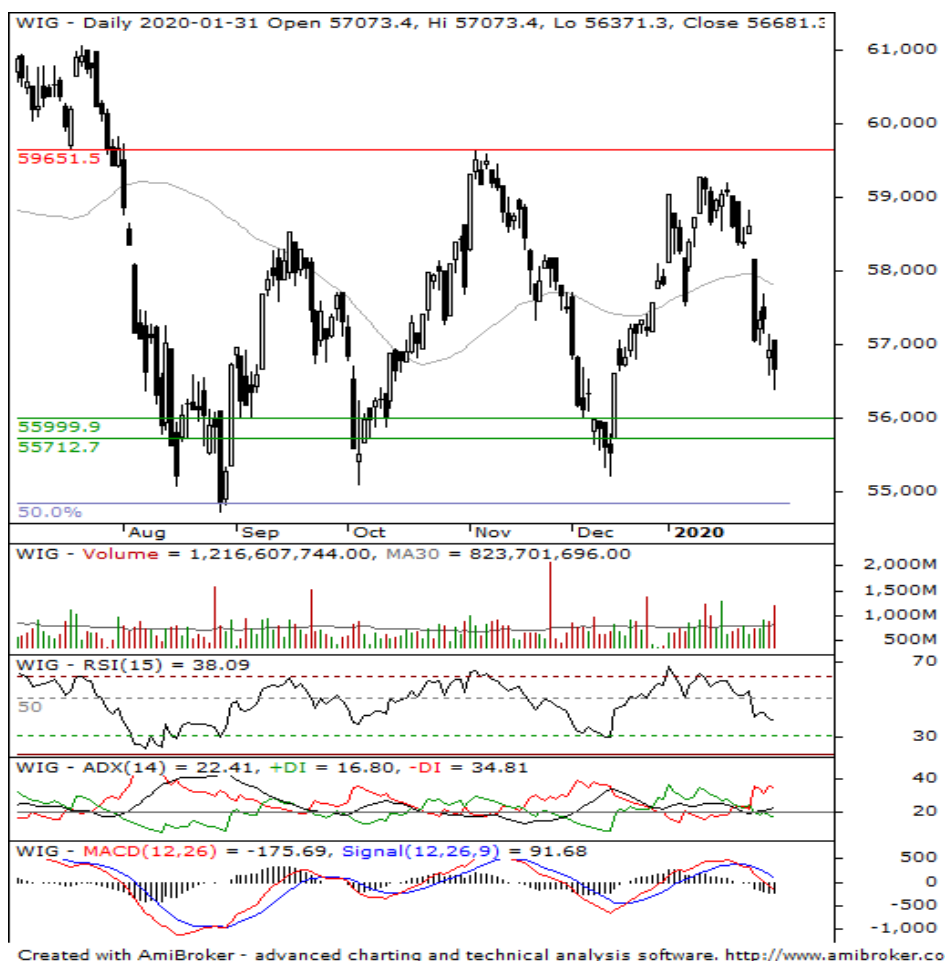 WIG - Daily 2020-01-31 Open 57073.4, Hi 57073.4, Lo 56371.3, Close 56681.3
61,000
60,000
59651.5
59,000
58,000
57,000
56,000
55999.9
55712.7
55,000
50.0%
Aug Sep Oct Nov Dec 2020
WIG - Volume = 1,216,607,744.00, MA30 = 823,701,696.00
2,000M
1,500M
1,000M
500M
WIG - RSI(15) = 38.09
70
50
30
WIG - ADX(14) = 22.41, +DI = 16.80, -DI = 34.81
40
20
WIG - MACD(12,26) = -175.69, Signal(12,26,9) = 91.68
500
0
-500
-1,000
Created with AmiBroker - advanced charting and technical analysis software. http://www.amibroker.co